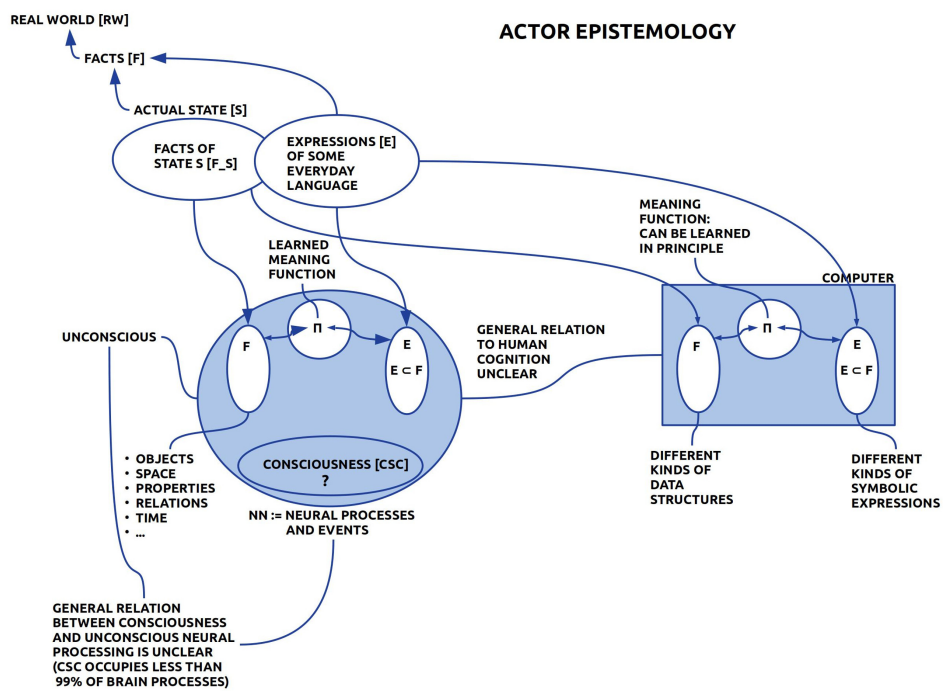 ACTOR EPISTEMOLOGY
REAL WORLD [RW]
FACTS [F]
ACTUAL STATE [S]
FACTS OF
STATE S [F_S]
EXPRESSIONS [E]
OF SOME
EVERYDAY
LANGUAGE
LEARNED
MEANING
FUNCTION
MEANING
FUNCTION:
CAN BE LEARNED
IN PRINCIPLE
COMPUTER
UNCONSCIOUS
F
Π
E
E ⊂ F
GENERAL RELATION
TO HUMAN
COGNITION
UNCLEAR
F
Π
E
E ⊂ F
CONSCIOUSNESS [CSC]
?
• OBJECTS
• SPACE
• PROPERTIES
• RELATIONS
• TIME
• ...
NN := NEURAL PROCESSES
AND EVENTS
DIFFERENT
KINDS OF
DATA
STRUCTURES
DIFFERENT
KINDS OF
SYMBOLIC
EXPRESSIONS
GENERAL RELATION
BETWEEN CONSCIOUSNESS
AND UNCONSCIOUS NEURAL
PROCESSING IS UNCLEAR
(CSC OCCUPIES LESS THAN
99% OF BRAIN PROCESSES)